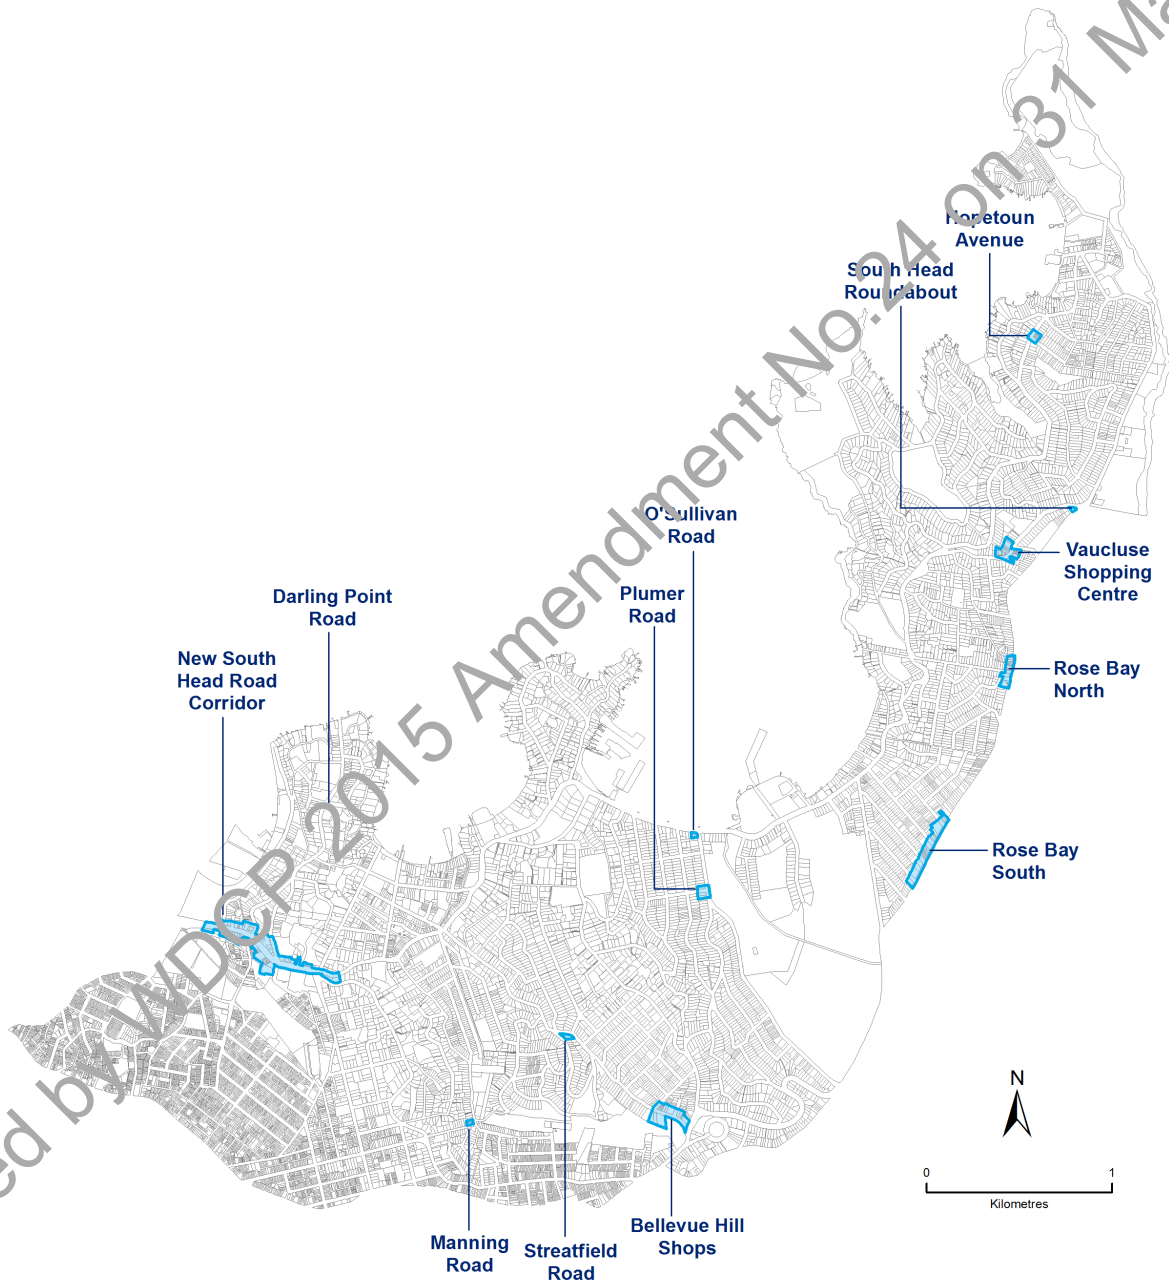 Hopetoun
Avenue
South Head
Roundabout
O'Sullivan
Road
Vaucluse
Shopping
Centre
Darling Point
Road
Plumer
Road
New South
Head Road
Corridor
Rose Bay
North
Rose Bay
South
N
0 1
Kilometres
Manning
Road
Streatfield
Road
Bellevue Hill
Shops
by WDCP 2015 Amendment No.24 on 31